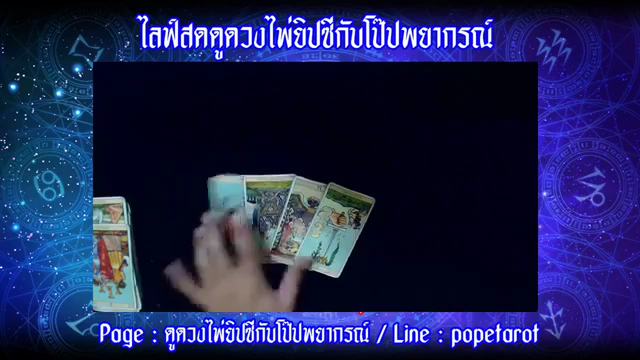 ไลฟ์สดดูดวงไพ่ยิปซีกับโป๊ปพยากรณ์
Page : ดูดวงไพ่ยิปซีกับโป๊ปพยากรณ์ / Line : popetarot